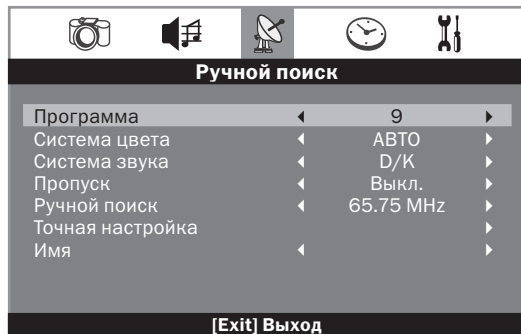 Ручной поиск
Программа 9
Система цвета АВТО
Система звука D/K
Пропуск Выкл.
Ручной поиск 65.75 MHz
Точная настройка
Имя
[Exit] Выход